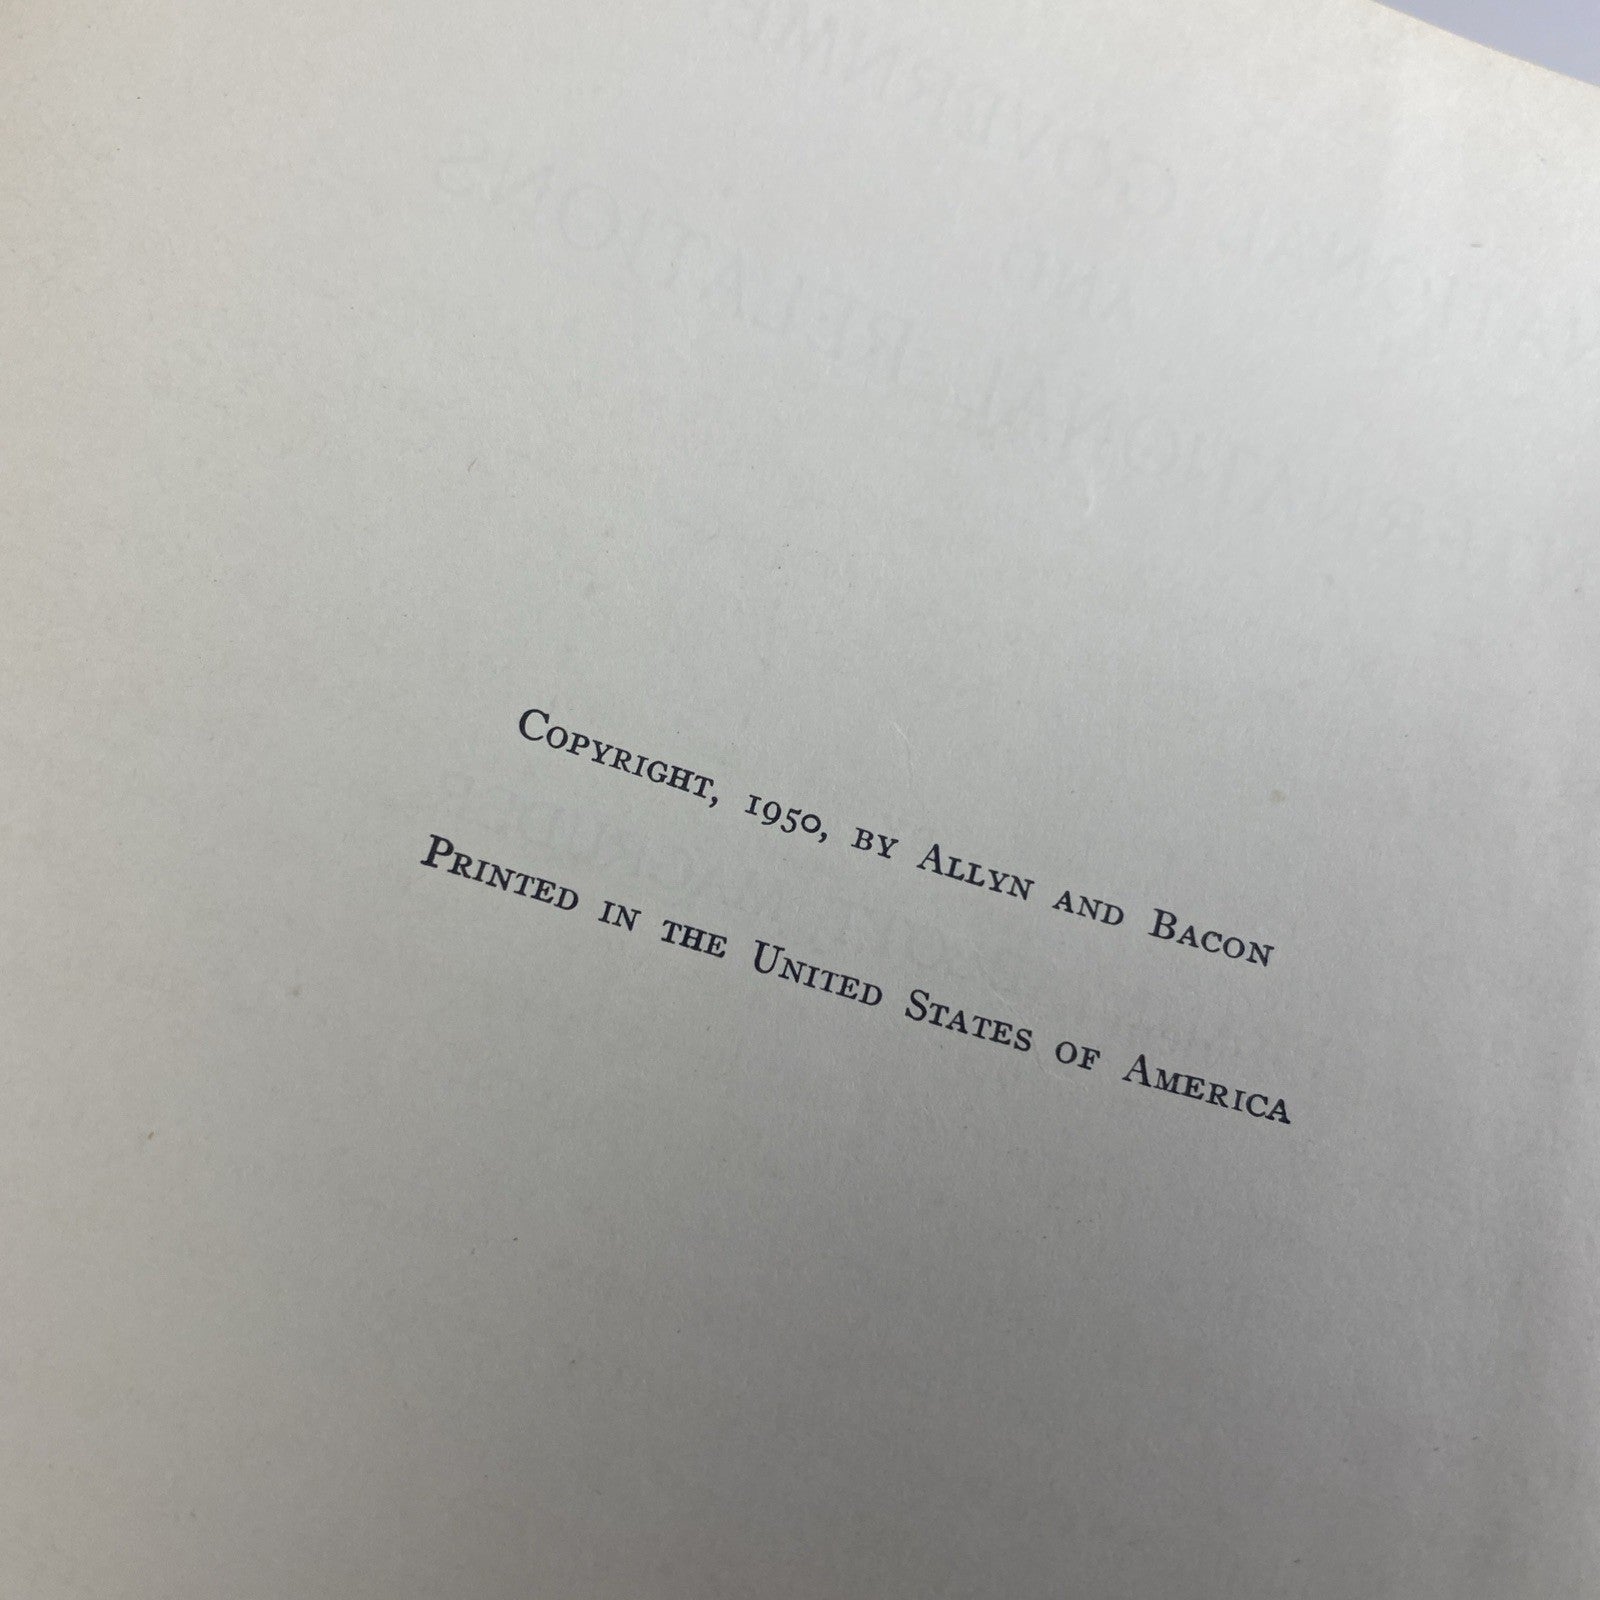 Copyright, 1950, by Allyn and Bacon
Printed in the United States of America